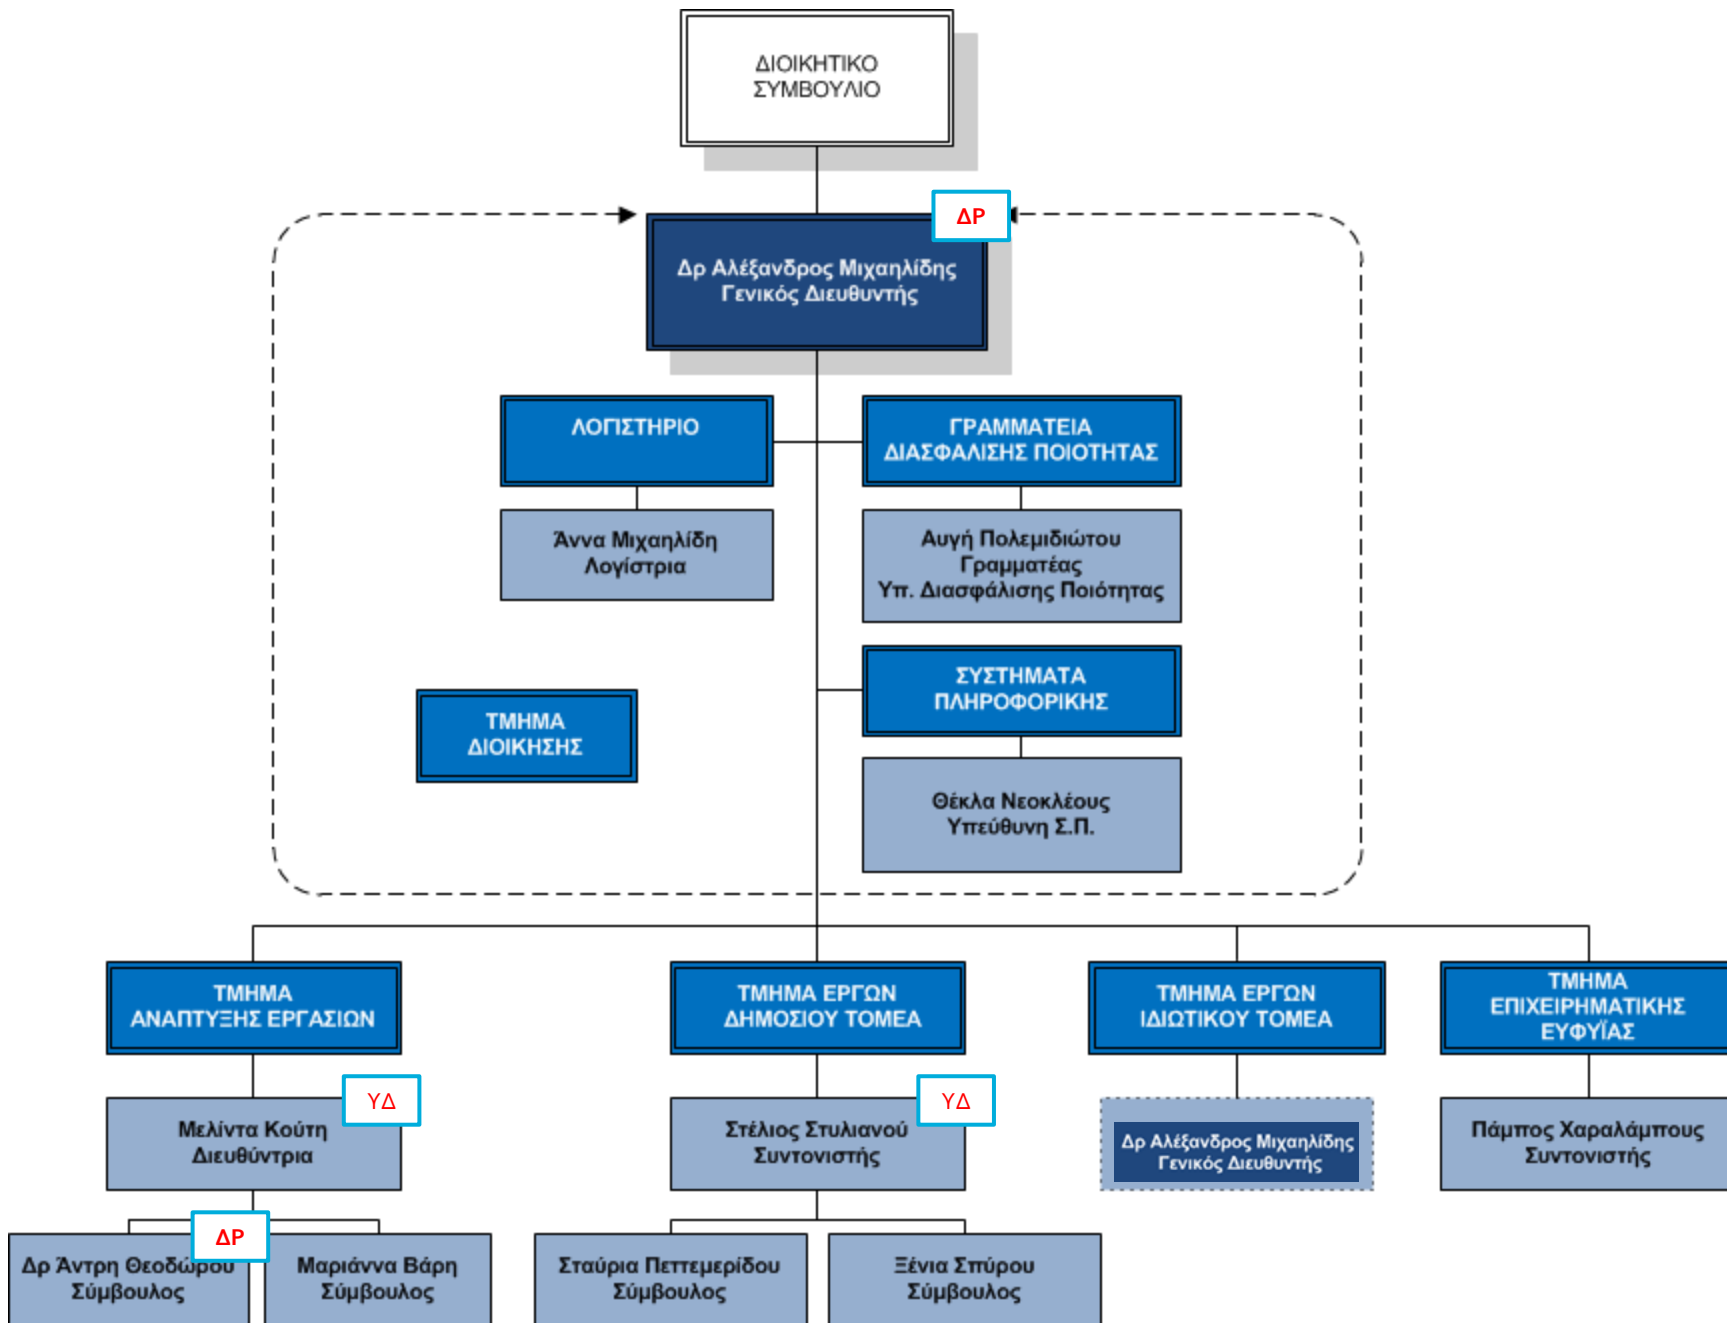 ΔΙΟΙΚΗΤΙΚΟ
ΣΥΜΒΟΥΛΙΟ
ΔΡ
Δρ Αλέξανδρος Μιχαηλίδης
Γενικός Διευθυντής
ΛΟΓΙΣΤΗΡΙΟ
ΓΡΑΜΜΑΤΕΙΑ
ΔΙΑΣΦΑΛΙΣΗΣ ΠΟΙΟΤΗΤΑΣ
Άννα Μιχαηλίδη
Λογίστρια
Αυγή Πολεμιδιώτου
Γραμματέας
Υπ. Διασφάλισης Ποιότητας
ΣΥΣΤΗΜΑΤΑ
ΠΛΗΡΟΦΟΡΙΚΗΣ
ΤΜΗΜΑ
ΔΙΟΙΚΗΣΗΣ
Θέκλα Νεοκλέους
Υπεύθυνη Σ.Π.
ΤΜΗΜΑ
ΑΝΑΠΤΥΞΗΣ ΕΡΓΑΣΙΩΝ
ΤΜΗΜΑ ΕΡΓΩΝ
ΔΗΜΟΣΙΟΥ ΤΟΜΕΑ
ΤΜΗΜΑ ΕΡΓΩΝ
ΙΔΙΩΤΙΚΟΥ ΤΟΜΕΑ
ΤΜΗΜΑ
ΕΠΙΧΕΙΡΗΜΑΤΙΚΗΣ
ΕΥΦΥΪΑΣ
ΥΔ
Μελίντα Κούτη
Διευθύντρια
ΥΔ
Στέλιος Στυλιανού
Συντονιστής
Δρ Αλέξανδρος Μιχαηλίδης
Γενικός Διευθυντής
Πάμπος Χαραλάμπους
Συντονιστής
ΔΡ
Δρ Άντρη Θεοδώρου
Σύμβουλος
Μαριάννα Βάρη
Σύμβουλος
Σταύρια Πεττεμερίδου
Σύμβουλος
Ξένια Σπύρου
Σύμβουλος